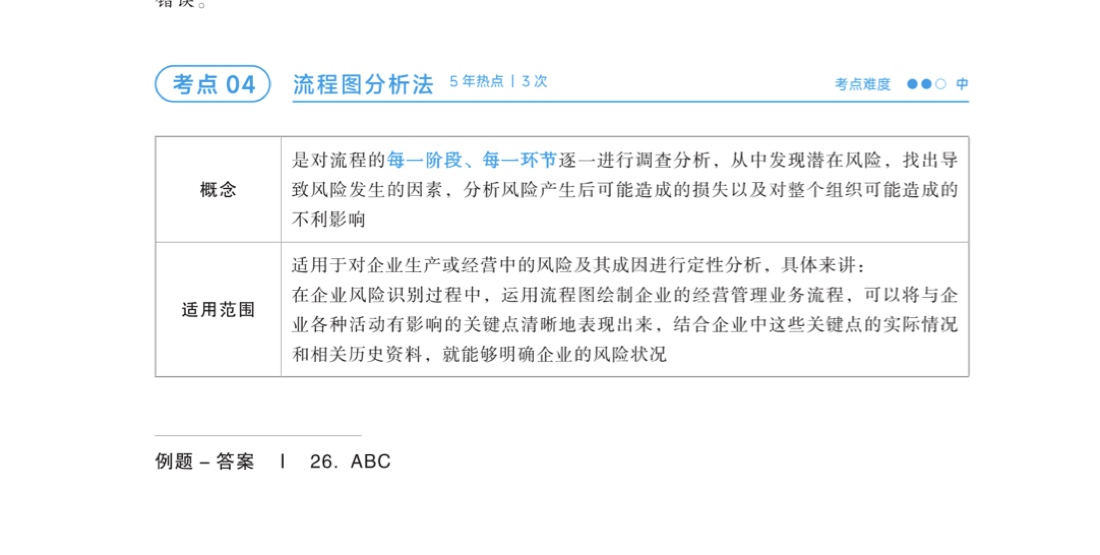 错误。
考点 04 流程图分析法 5 年热点 | 3 次 考点难度 ●●○ 中
概念
是对流程的每一阶段、每一环节逐一进行调查分析，从中发现潜在风险，找出导
致风险发生的因素，分析风险产生后可能造成的损失以及对整个组织可能造成的
不利影响
适用范围
适用于对企业生产或经营中的风险及其成因进行定性分析，具体来讲：
在企业风险识别过程中，运用流程图绘制企业的经营管理业务流程，可以将与企
业各种活动有影响的关键点清晰地表现出来，结合企业中这些关键点的实际情况
和相关历史资料，就能够明确企业的风险状况
例题 – 答案 | 26. ABC